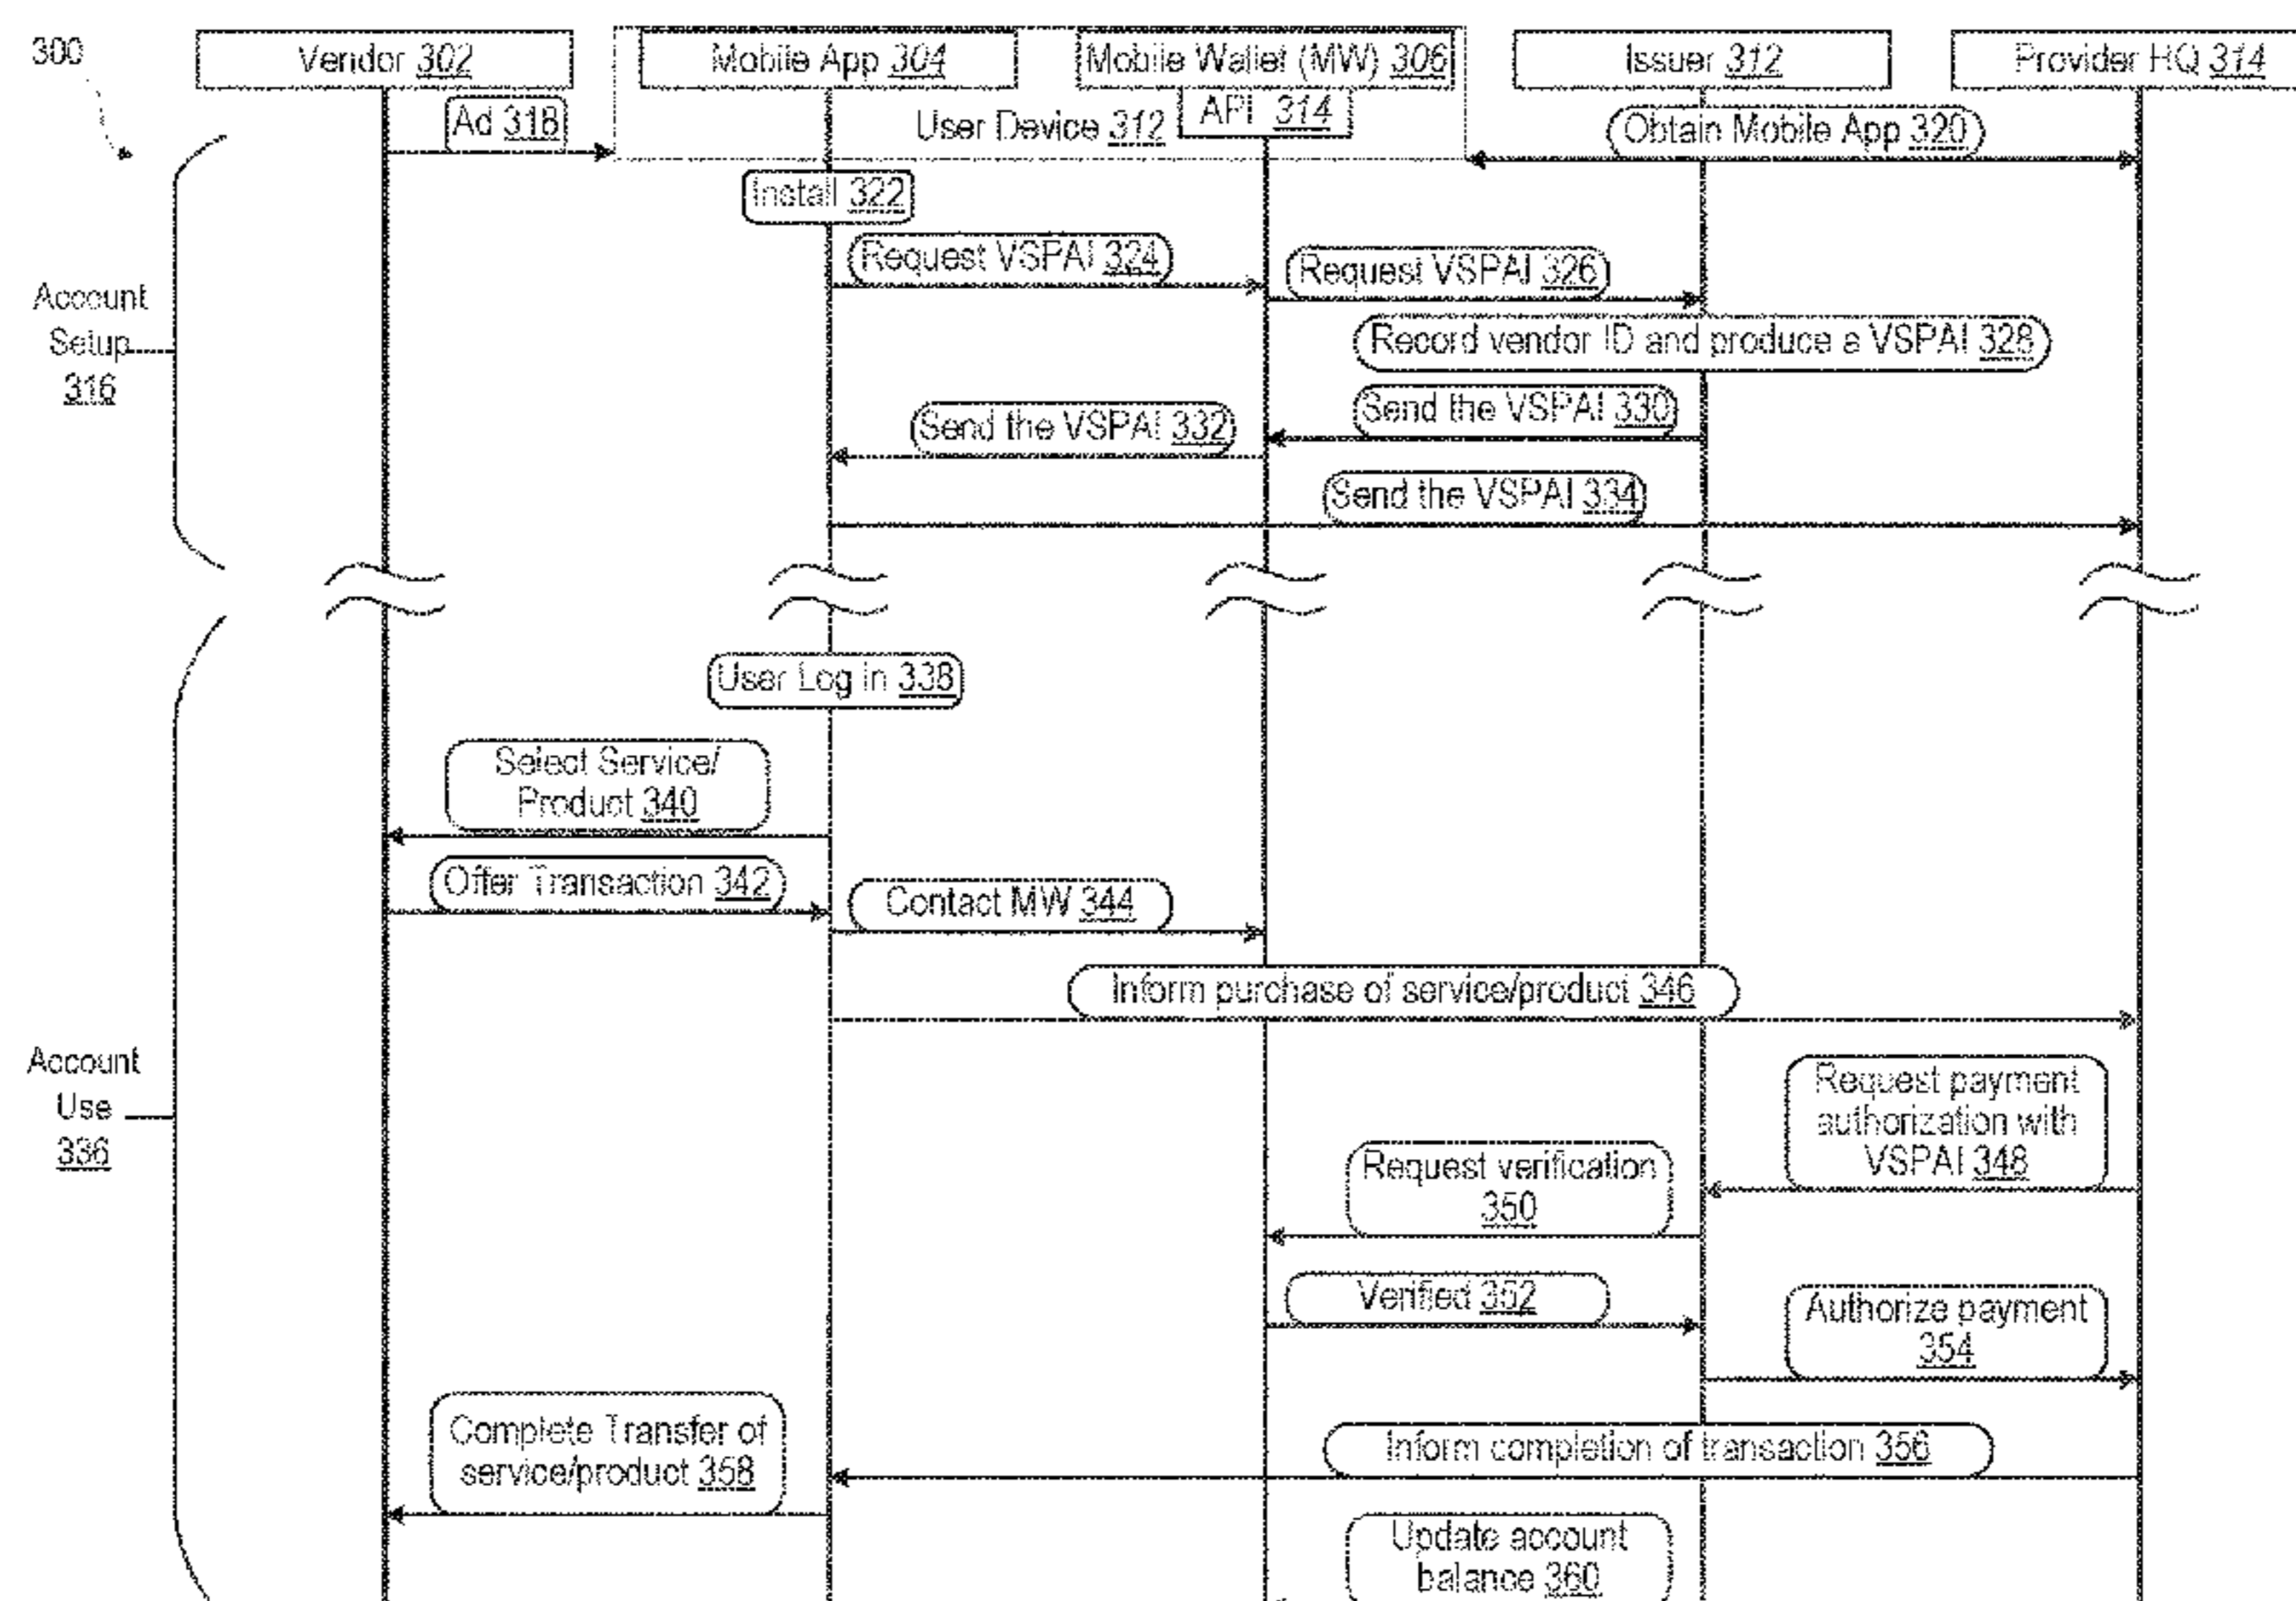 300
Vendor 302
Mobile App 304
Mobile Wallet (MW) 306
Issuer 312
Provider HQ 314
Ad 318
User Device 312
API 314
Obtain Mobile App 320
Install 322
Request VSPAI 324
Request VSPAI 326
Account
Setup
316
Record vendor ID and produce a VSPAI 328
Send the VSPAI 330
Send the VSPAI 332
Send the VSPAI 334
User Log in 338
Select Service/
Product 340
Offer Transaction 342
Contact MW 344
Inform purchase of service/product 346
Account
Use
336
Request payment
authorization with
VSPAI 348
Request verification
350
Verified 352
Authorize payment
354
Complete Transfer of
service/product 358
Inform completion of transaction 356
Update account
balance 360